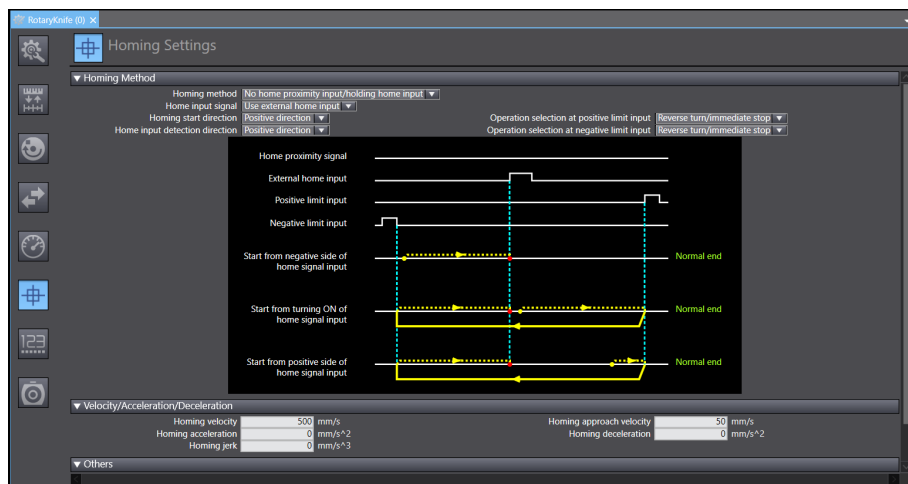 RotaryKnife (0) ×
Homing Settings
▼ Homing Method
Homing method No home proximity input/holding home input ▼
Home input signal Use external home input ▼
Homing start direction Positive direction ▼ Operation selection at positive limit input Reverse turn/immediate stop ▼
Home input detection direction Positive direction ▼ Operation selection at negative limit input Reverse turn/immediate stop ▼
Home proximity signal
External home input
Positive limit input
Negative limit input
Start from negative side of
home signal input
Normal end
Start from turning ON of
home signal input
Normal end
Start from positive side of
home signal input
Normal end
123
▼ Velocity/Acceleration/Deceleration
Homing velocity 500 mm/s Homing approach velocity 50 mm/s
Homing acceleration 0 mm/s^2 Homing deceleration 0 mm/s^2
Homing jerk 0 mm/s^3
▼ Others